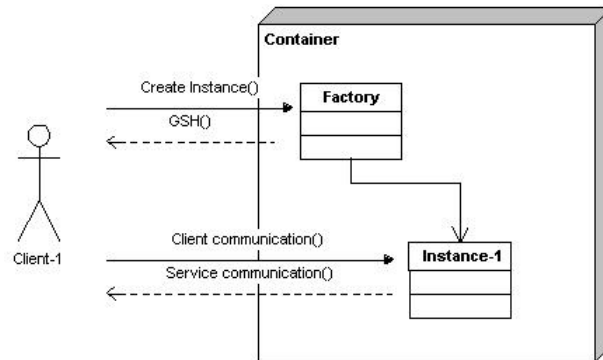 Container
Create Instance()
Factory
GSH()
Client-1
Client communication()
Instance-1
Service communication()